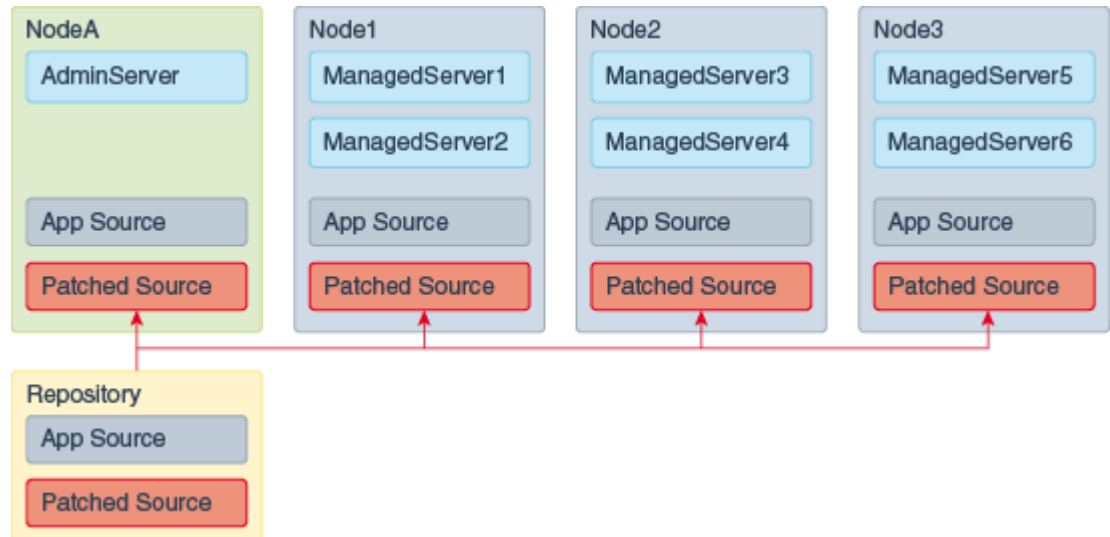 NodeA
AdminServer
App Source
Patched Source
Node1
ManagedServer1
ManagedServer2
App Source
Patched Source
Node2
ManagedServer3
ManagedServer4
App Source
Patched Source
Node3
ManagedServer5
ManagedServer6
App Source
Patched Source
Repository
App Source
Patched Source